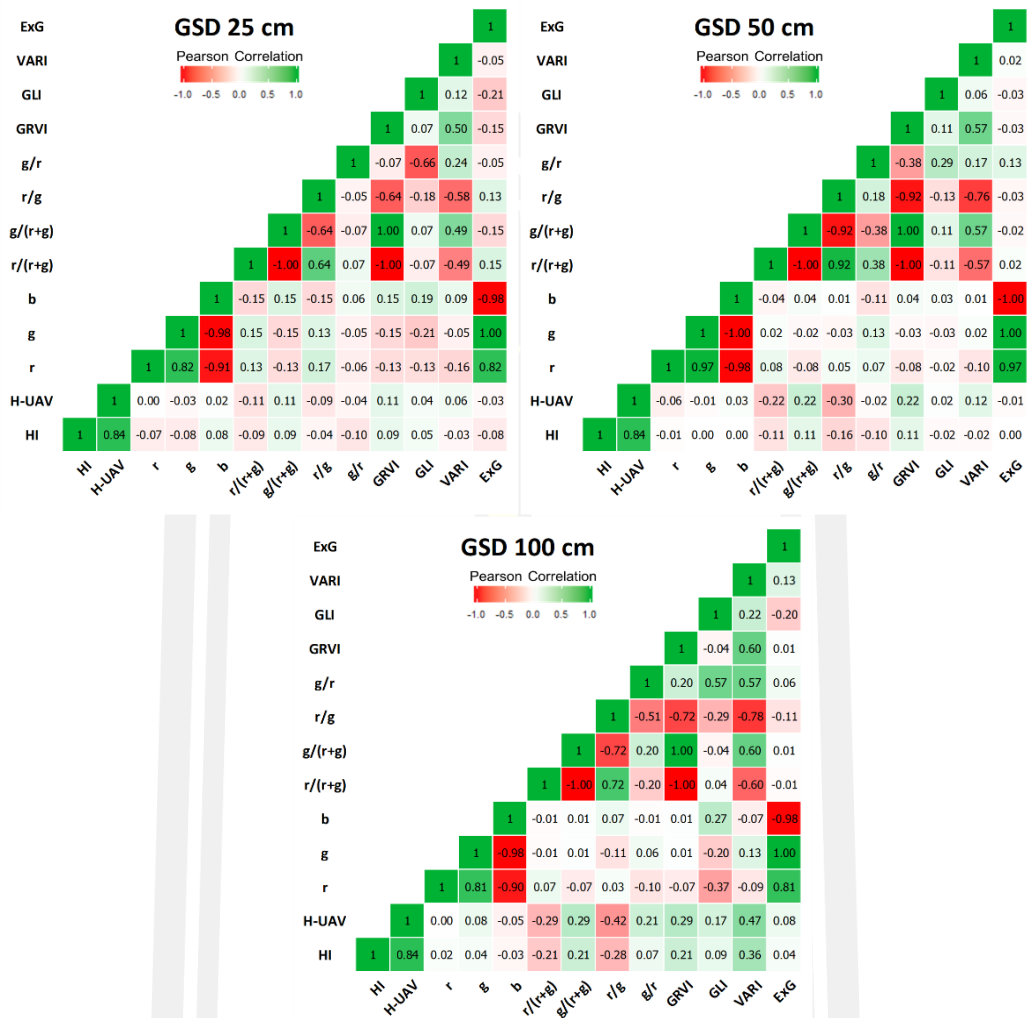 GSD 25 cm
Pearson Correlation
-1.0 -0.5 0.0 0.5 1.0
ExG 1
VARI 1 -0.05
GLI 1 0.12 -0.21
GRVI 1 0.07 0.50 -0.15
g/r 1 -0.07 -0.66 0.24 -0.05
r/g 1 -0.05 -0.64 -0.18 -0.58 0.13
g/(r+g) 1 -0.64 -0.07 1.00 0.07 0.49 -0.15
r/(r+g) 1 -1.00 0.64 0.07 -1.00 -0.07 -0.49 0.15
b 1 -0.15 0.15 -0.15 0.06 0.15 0.19 0.09 -0.98
g 1 -0.98 0.15 -0.15 0.13 -0.05 -0.15 -0.21 -0.05 1.00
r 1 0.82 -0.91 0.13 -0.13 0.17 -0.06 -0.13 -0.13 -0.16 0.82
H-UAV 1 0.00 -0.03 0.02 -0.11 0.11 -0.09 -0.04 0.11 0.04 0.06 -0.03
HI 1 0.84 -0.07 -0.08 0.08 -0.09 0.09 -0.04 -0.10 0.09 0.05 -0.03 -0.08
HI H-UAV r g b r/(r+g) g/(r+g) r/g g/r GRVI GLI VARI ExG
GSD 50 cm
Pearson Correlation
-1.0 -0.5 0.0 0.5 1.0
ExG 1
VARI 1 0.02
GLI 1 0.06 -0.03
GRVI 1 0.11 0.57 -0.03
g/r 1 -0.38 0.29 0.17 0.13
r/g 1 0.18 -0.92 -0.13 -0.76 -0.03
g/(r+g) 1 -0.92 -0.38 1.00 0.11 0.57 -0.02
r/(r+g) 1 -1.00 0.92 0.38 -1.00 -0.11 -0.57 0.02
b 1 -0.04 0.04 0.01 -0.11 0.04 0.03 0.01 -1.00
g 1 -1.00 0.02 -0.02 -0.03 0.13 -0.03 -0.03 0.02 1.00
r 1 0.97 -0.98 0.08 -0.08 0.05 0.07 -0.08 -0.02 -0.10 0.97
H-UAV 1 -0.06 -0.01 0.03 -0.22 0.22 -0.30 -0.02 0.22 0.02 0.12 -0.01
HI 1 0.84 -0.01 0.00 0.00 -0.11 0.11 -0.16 -0.10 0.11 -0.02 -0.02 0.00
HI H-UAV r g b r/(r+g) g/(r+g) r/g g/r GRVI GLI VARI ExG
GSD 100 cm
Pearson Correlation
-1.0 -0.5 0.0 0.5 1.0
ExG 1
VARI 1 0.13
GLI 1 0.22 -0.20
GRVI 1 -0.04 0.60 0.01
g/r 1 0.20 0.57 0.57 0.06
r/g 1 -0.51 -0.72 -0.29 -0.78 -0.11
g/(r+g) 1 -0.72 0.20 1.00 -0.04 0.60 0.01
r/(r+g) 1 -1.00 0.72 -0.20 -1.00 0.04 -0.60 -0.01
b 1 -0.01 0.01 0.07 -0.01 0.01 0.27 -0.07 -0.98
g 1 -0.98 -0.01 0.01 -0.11 0.06 0.01 -0.20 0.13 1.00
r 1 0.81 -0.90 0.07 -0.07 0.03 -0.10 -0.07 -0.37 -0.09 0.81
H-UAV 1 0.00 0.08 -0.05 -0.29 0.29 -0.42 0.21 0.29 0.17 0.47 0.08
HI 1 0.84 0.02 0.04 -0.03 -0.21 0.21 -0.28 0.07 0.21 0.09 0.36 0.04
HI H-UAV r g b r/(r+g) g/(r+g) r/g g/r GRVI GLI VARI ExG